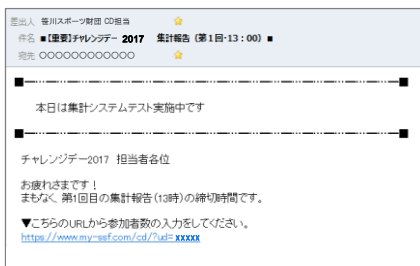 差出人 笹川スポーツ財団 CD担当
件名 ■【重要】チャレンジデー 2017 集計報告（第1回-13：00）■
宛先 〇〇〇〇〇〇〇〇〇〇〇〇
■─‥─‥─‥─‥─‥─‥─‥─‥─‥─‥─‥─‥─‥─■
本日は集計システムテスト実施中です
■─‥─‥─‥─‥─‥─‥─‥─‥─‥─‥─‥─‥─‥─■
チャレンジデー2017 担当者各位
お疲れさまです！
まもなく、第1回目の集計報告（13時）の締切時間です。
▼こちらのURLから参加者数の入力をしてください。
https://www.my-ssf.com/cd/?ud=xxxxx